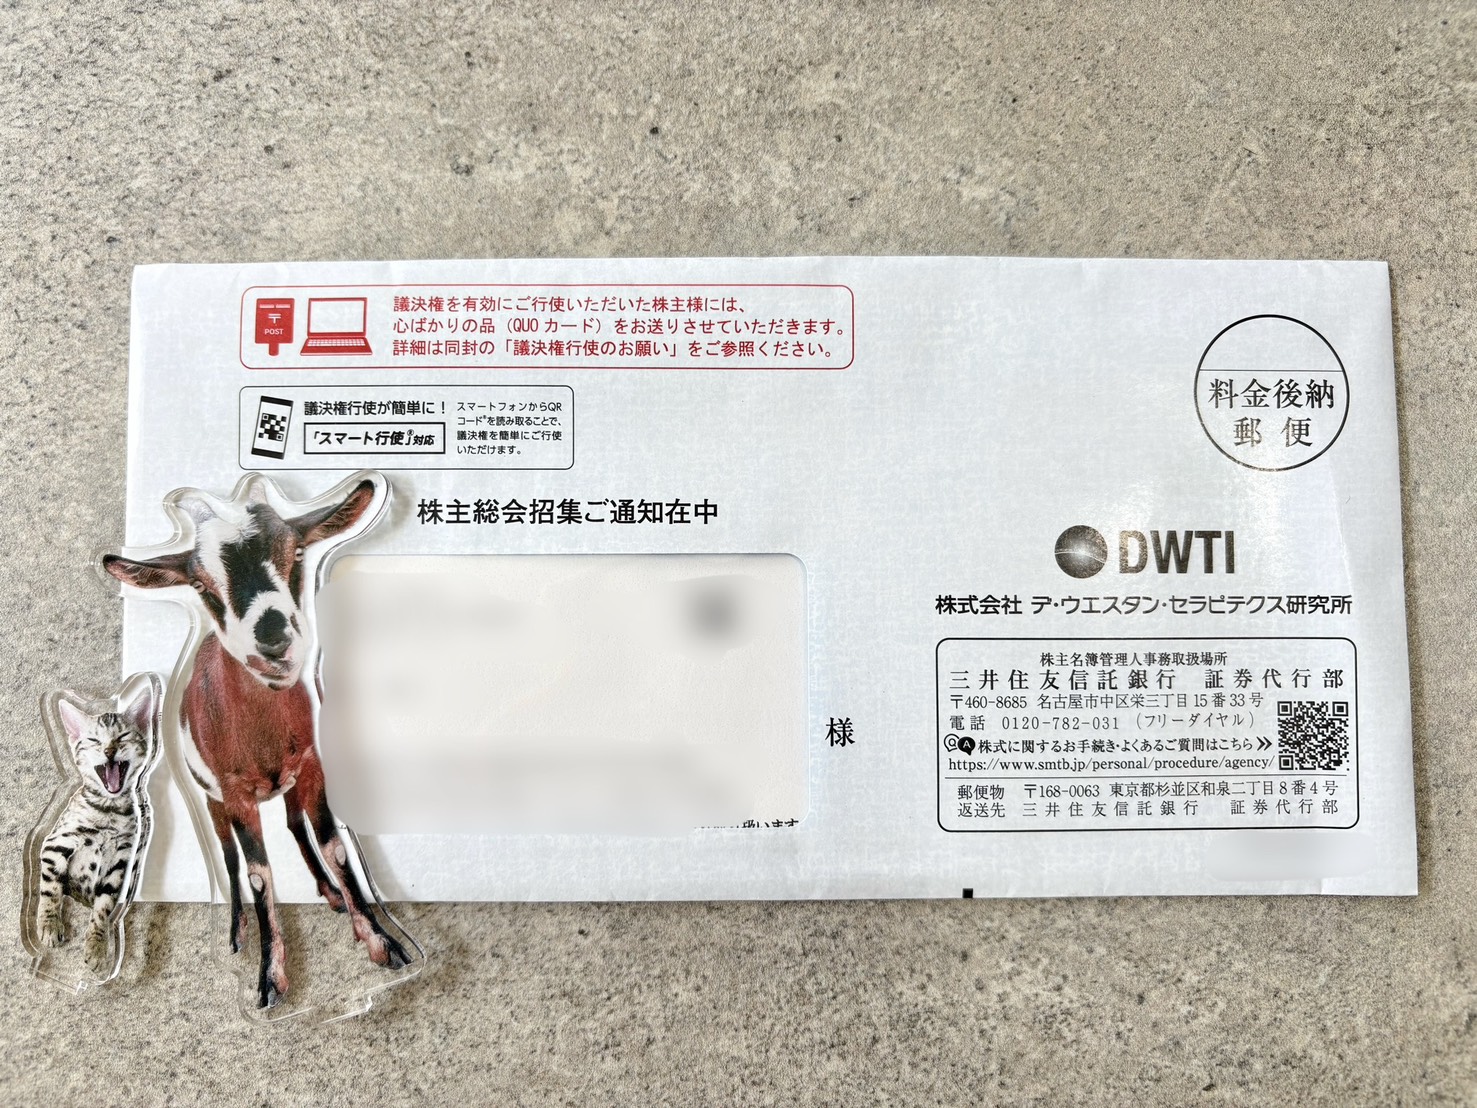 議決権を有効にご行使いただいた株主様には、
心ばかりの品（QUOカード）をお送りさせていただきます。
詳細は同封の「議決権行使のお願い」をご参照ください。
〒
POST
議決権行使が簡単に！
「スマート行使」®対応
スマートフォンからQR
コード®を読み取ることで、
議決権を簡単にご行使
いただけます。
株主総会招集ご通知在中
様
扱います
料金後納
郵便
DWTI
株式会社 デ・ウエスタン・セラピテクス研究所
株主名簿管理人事務取扱場所
三井住友信託銀行 証券代行部
〒460-8685 名古屋市中区栄三丁目15番33号
電話 0120-782-031（フリーダイヤル）
Q A 株式に関するお手続き・よくあるご質問はこちら
https://www.smtb.jp/personal/procedure/agency/
郵便物 〒168-0063 東京都杉並区和泉二丁目8番4号
返送先 三井住友信託銀行 証券代行部